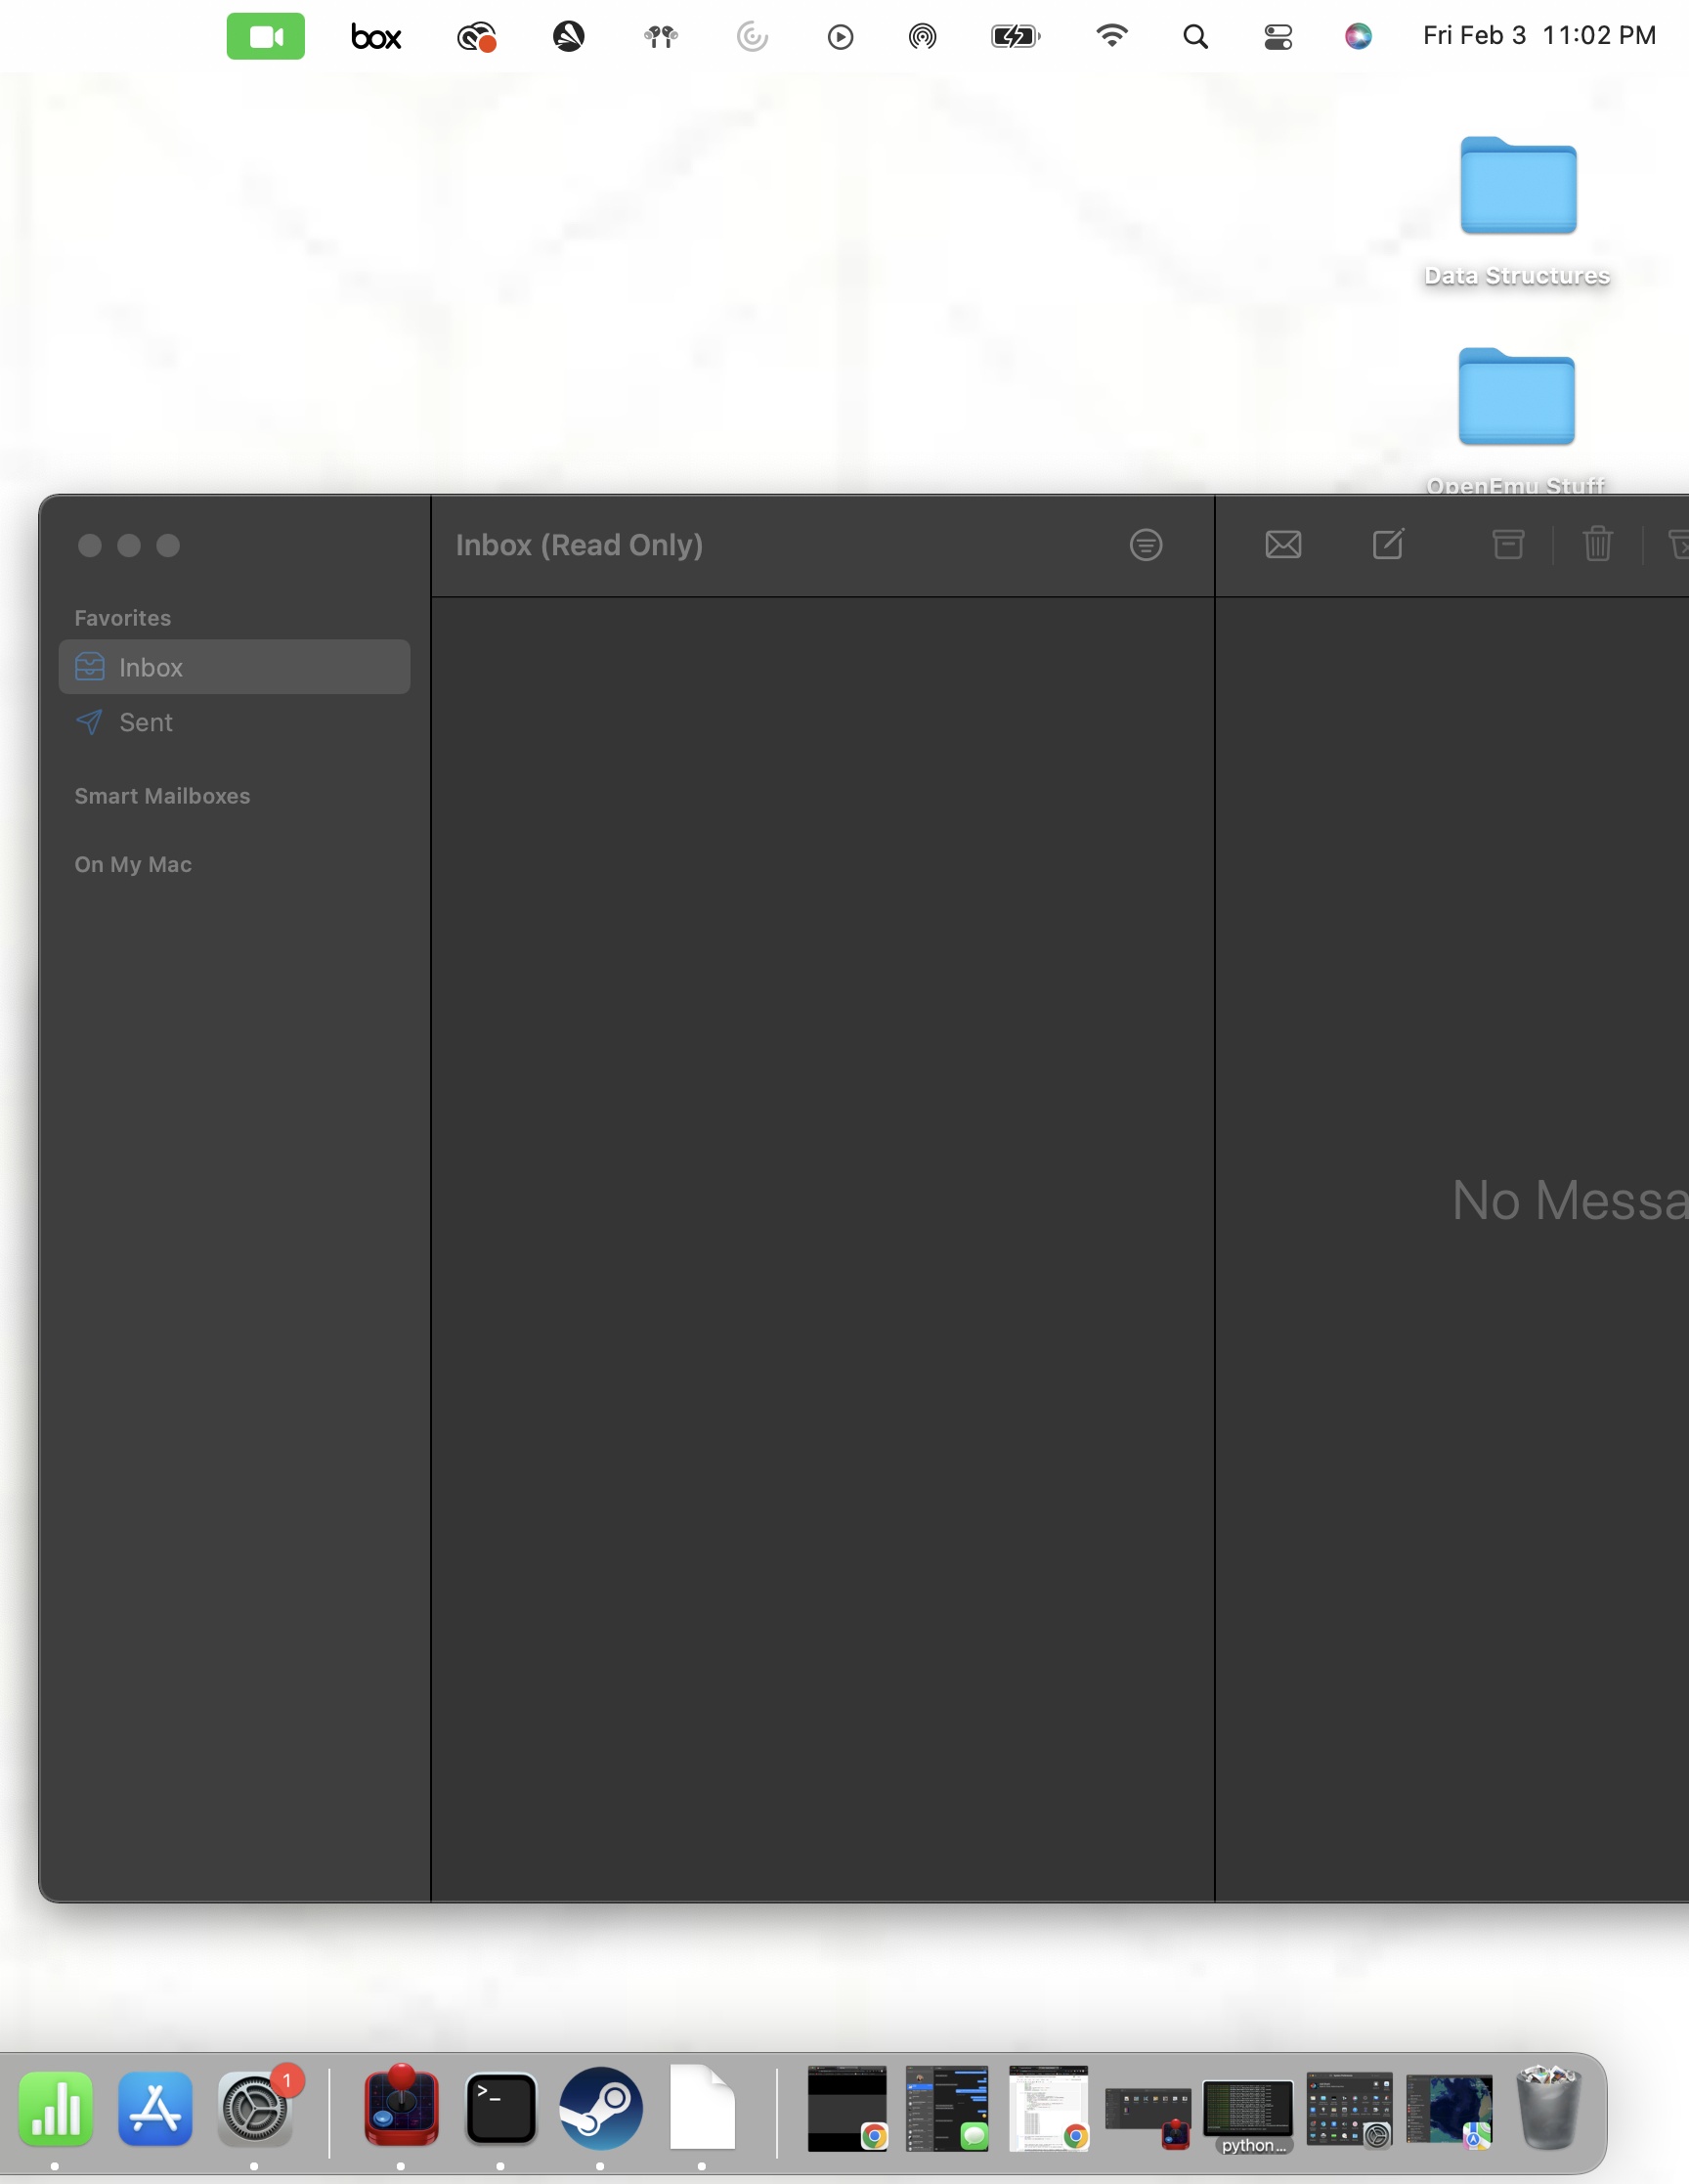 box
Fri Feb 3 11:02 PM
Data Structures
OpenEmu Stuff
Inbox (Read Only)
Favorites
Inbox
Sent
Smart Mailboxes
On My Mac
No Messa
1
>_
python...